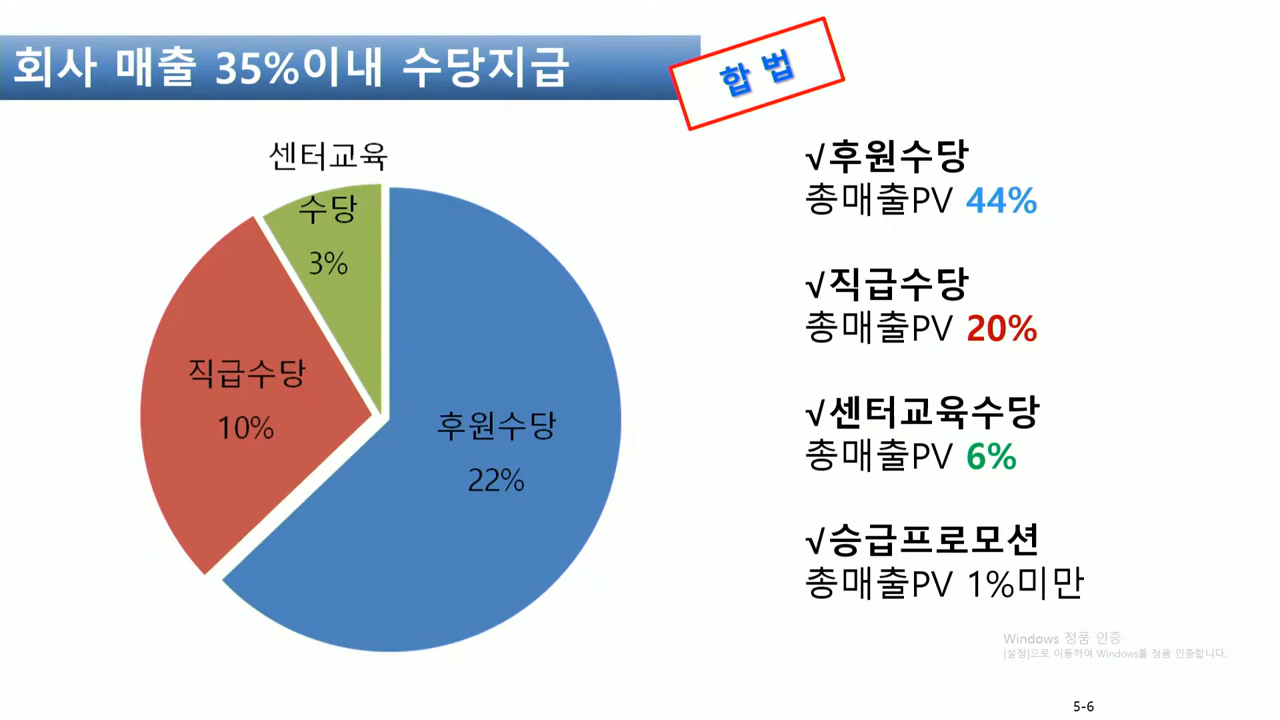 회사 매출 35%이내 수당지급
합 법
센터교육
수당
3%
직급수당
10%
후원수당
22%
√후원수당
총매출PV 44%
√직급수당
총매출PV 20%
√센터교육수당
총매출PV 6%
√승급프로모션
총매출PV 1%미만
Windows 정품 인증
[설정]으로 이동하여 Windows를 정품 인증합니다.
5-6